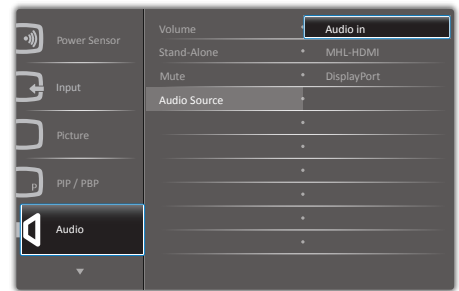 Power Sensor
Input
Picture
P
PIP / PBP
Audio
Volume
Stand-Alone
Mute
Audio Source
Audio in
MHL-HDMI
DisplayPort